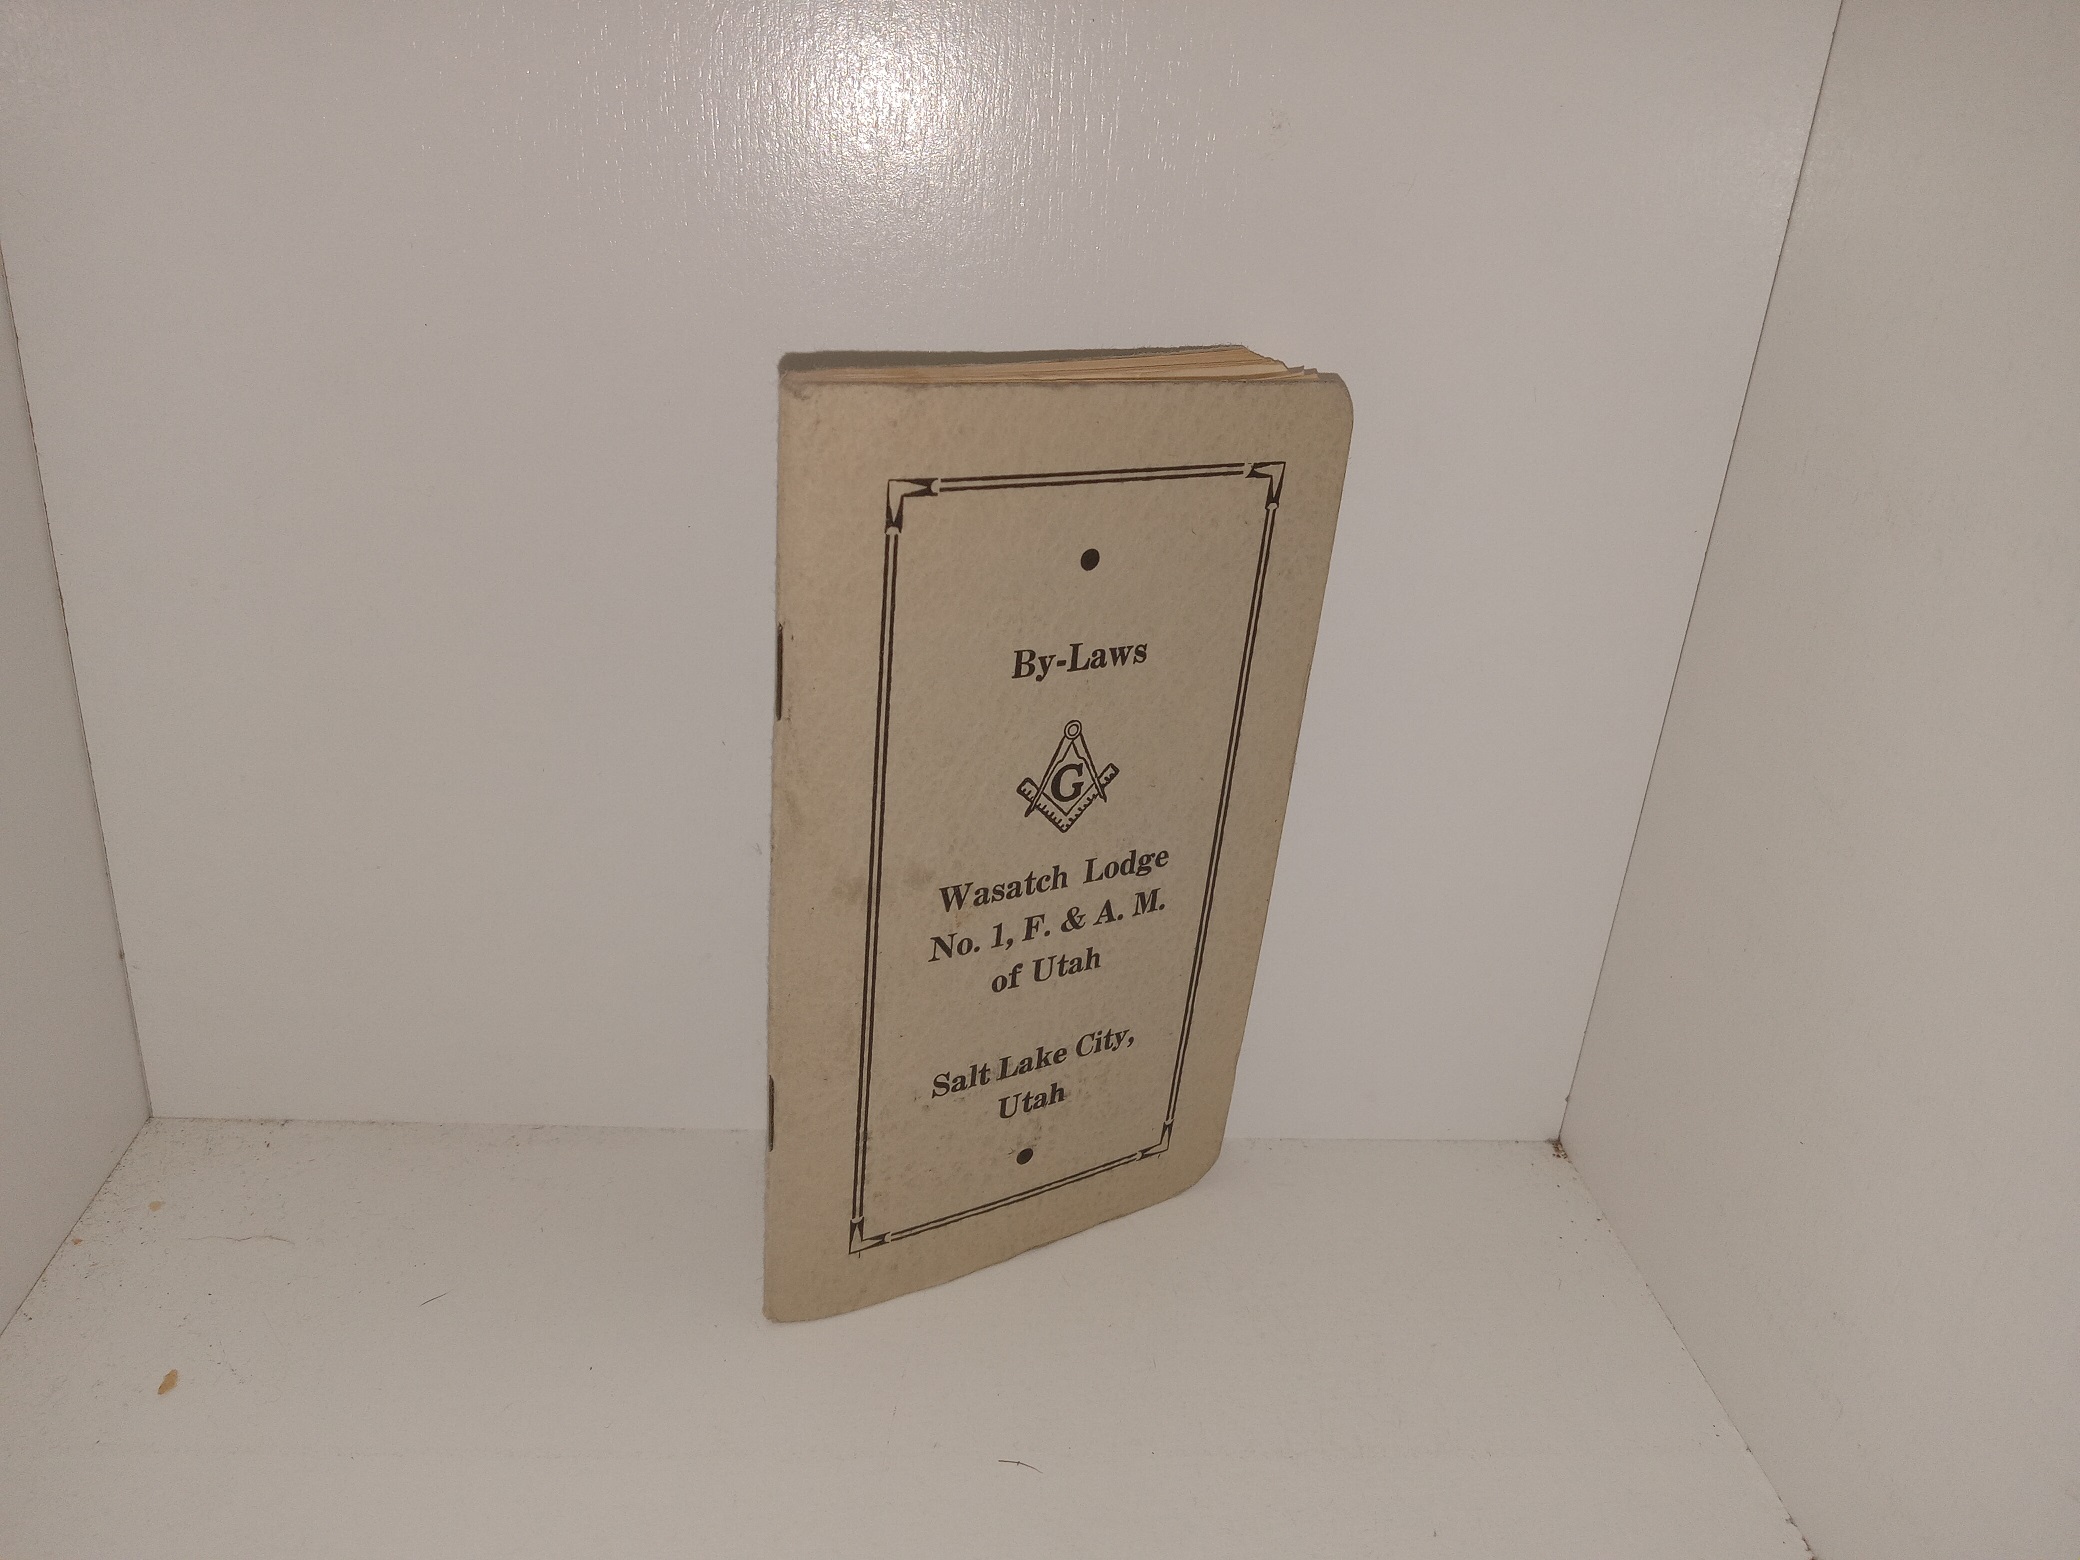 By-Laws
G
Wasatch Lodge
No. 1, F. & A. M.
of Utah
Salt Lake City,
Utah